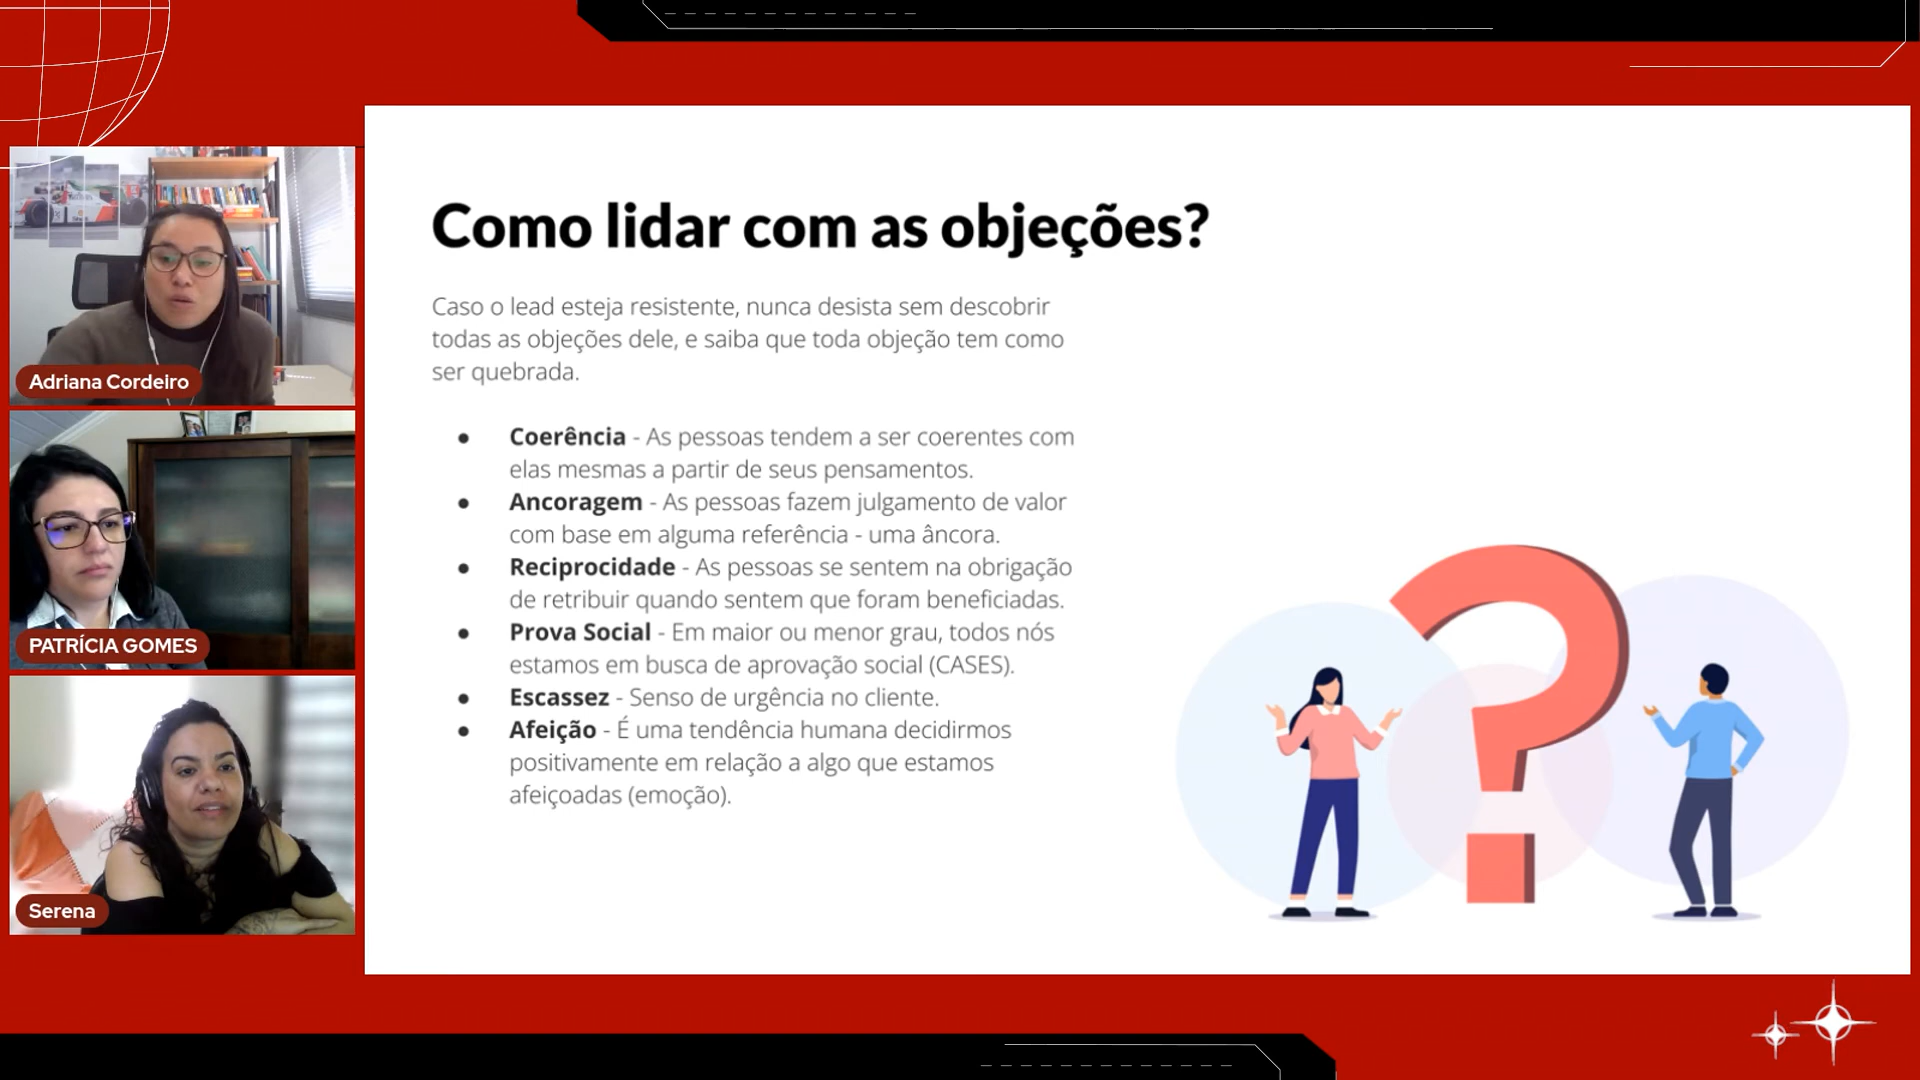 Como lidar com as objeções?
Caso o lead esteja resistente, nunca desista sem descobrir
todas as objeções dele, e saiba que toda objeção tem como
ser quebrada.
● Coerência - As pessoas tendem a ser coerentes com
elas mesmas a partir de seus pensamentos.
● Ancoragem - As pessoas fazem julgamento de valor
com base em alguma referência - uma âncora.
● Reciprocidade - As pessoas se sentem na obrigação
de retribuir quando sentem que foram beneficiadas.
● Prova Social - Em maior ou menor grau, todos nós
estamos em busca de aprovação social (CASES).
● Escassez - Senso de urgência no cliente.
● Afeição - É uma tendência humana decidirmos
positivamente em relação a algo que estamos
afeiçoadas (emoção).
Adriana Cordeiro
PATRÍCIA GOMES
Serena